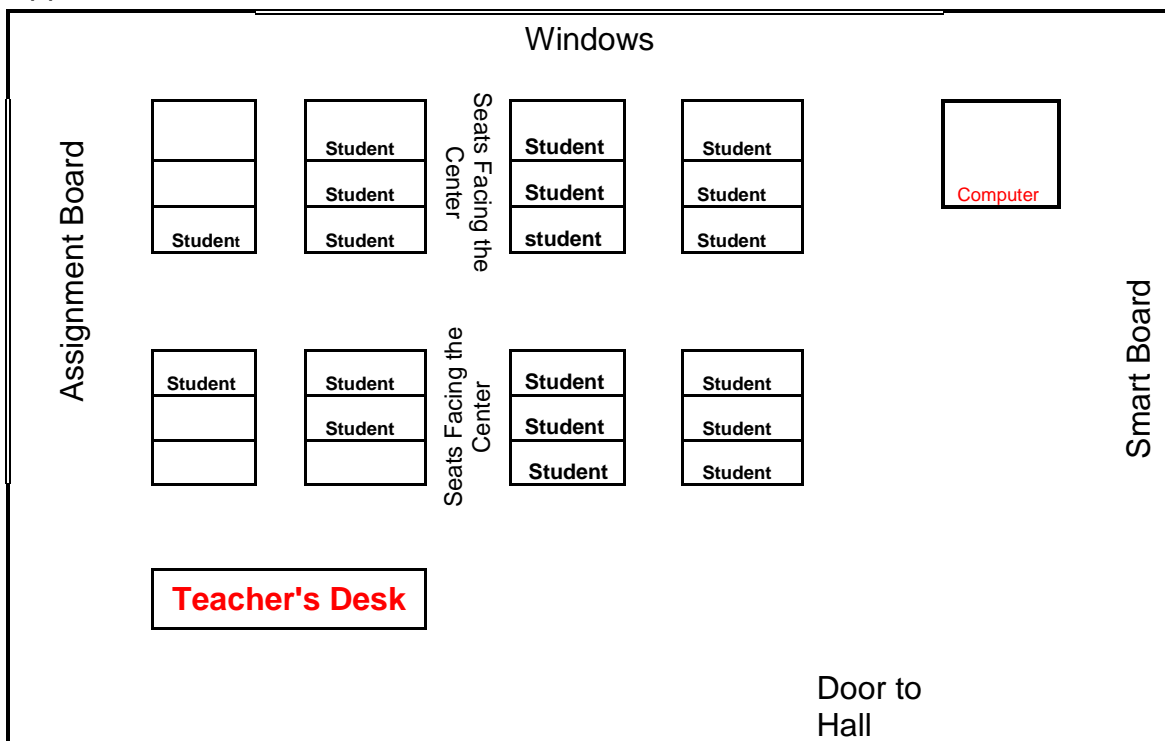 Windows
Assignment Board
Student
Student
Student
Student
Seats Facing the
Center
Student
Student
student
Student
Student
Student
Computer
Smart Board
Student
Student
Student
Seats Facing the
Center
Student
Student
Student
Student
Student
Student
Teacher's Desk
Door to
Hall